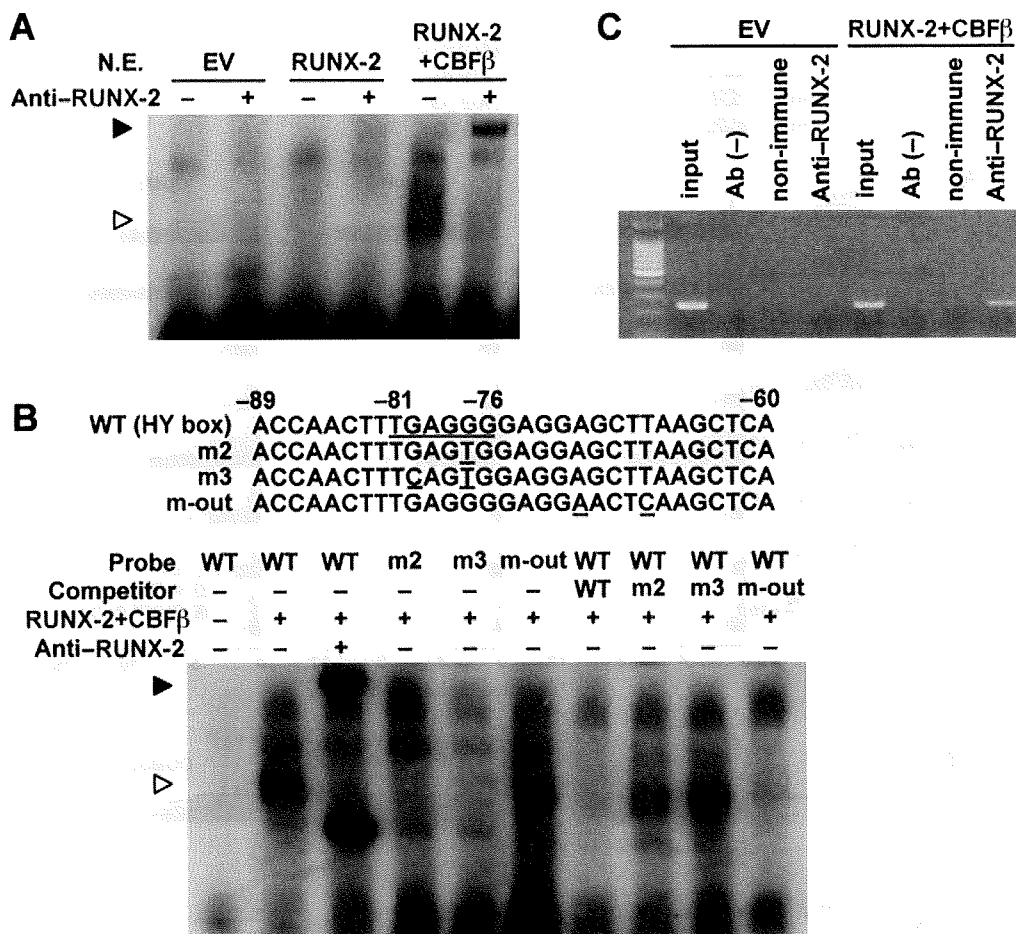 A
N.E. EV RUNX-2 RUNX-2 +CBFβ
Anti–RUNX-2 – + – + – +
C
EV RUNX-2+CBFβ
input Ab (–) non-immune Anti–RUNX-2 input Ab (–) non-immune Anti–RUNX-2
B
–89 –81 –76 –60
WT (HY box) ACCAACTTTGAGGGGAGGAGCTTAAGCTCA
m2 ACCAACTTTGAGTGGAGGAGCTTAAGCTCA
m3 ACCAACTTTCAGTGGAGGAGCTTAAGCTCA
m-out ACCAACTTTGAGGGGAGGAACTCAAGCTCA
Probe WT WT WT m2 m3 m-out WT WT WT WT
Competitor – – – – – – WT m2 m3 m-out
RUNX-2+CBFβ – + + + + + + + + +
Anti–RUNX-2 – – + – – – – – – –